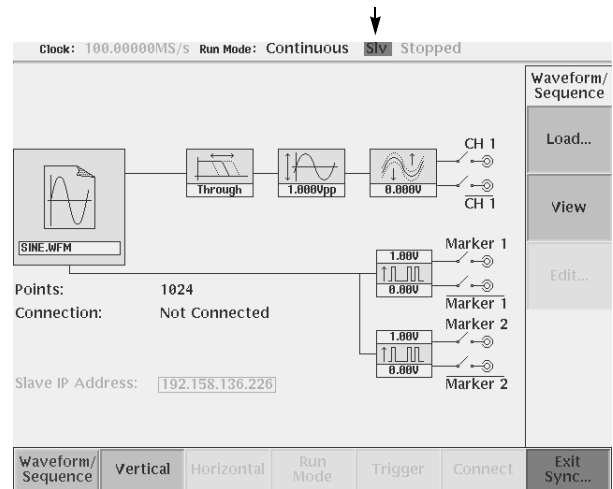 Clock: 100.00000MS/s Run Mode: Continuous Slv Stopped
Waveform/
Sequence
Load...
View
Edit...
Through
1.000Vpp
0.000V
CH 1
CH 1
SINE.WFM
1.00V
0.00V
Marker 1
Marker 1
Points: 1024
Connection: Not Connected
1.00V
0.00V
Marker 2
Marker 2
Slave IP Address: 192.158.136.226
Waveform/
Sequence
Vertical
Horizontal
Run
Mode
Trigger
Connect
Exit
Sync...